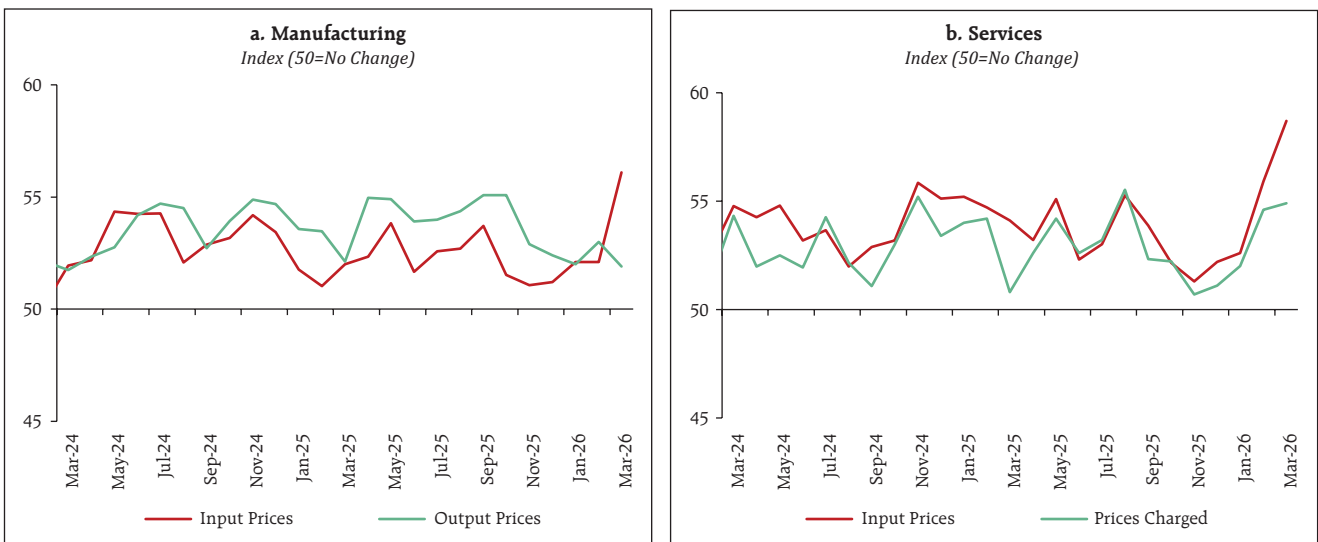 a. Manufacturing
Index (50=No Change)
60
55
50
45
Mar-24
May-24
Jul-24
Sep-24
Nov-24
Jan-25
Mar-25
May-25
Jul-25
Sep-25
Nov-25
Jan-26
Mar-26
Input Prices
Output Prices
b. Services
Index (50=No Change)
60
55
50
45
Mar-24
May-24
Jul-24
Sep-24
Nov-24
Jan-25
Mar-25
May-25
Jul-25
Sep-25
Nov-25
Jan-26
Mar-26
Input Prices
Prices Charged